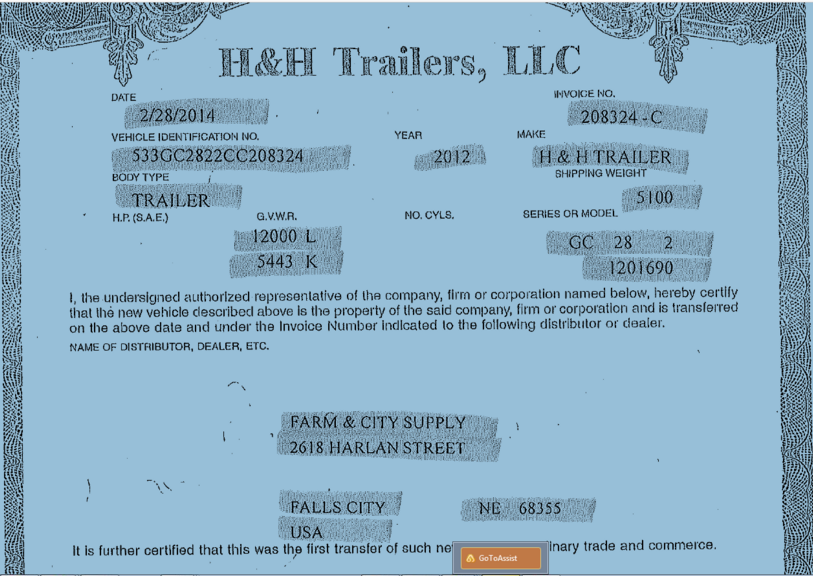 H&H Trailers, LLC
DATE INVOICE NO.
2/28/2014 208324 - C
VEHICLE IDENTIFICATION NO. YEAR MAKE
533GC2822CC208324 2012 H & H TRAILER
BODY TYPE SHIPPING WEIGHT
TRAILER 5100
H.P. (S.A.E.) G.V.W.R. NO. CYLS. SERIES OR MODEL
12000 L GC 28 2
5443 K 1201690
I, the undersigned authorized representative of the company, firm or corporation named below, hereby certify
that the new vehicle described above is the property of the said company, firm or corporation and is transferred
on the above date and under the Invoice Number indicated to the following distributor or dealer.
NAME OF DISTRIBUTOR, DEALER, ETC.
FARM & CITY SUPPLY
2618 HARLAN STREET
FALLS CITY NE 68355
USA
It is further certified that this was the first transfer of such ne inary trade and commerce.
GoToAssist